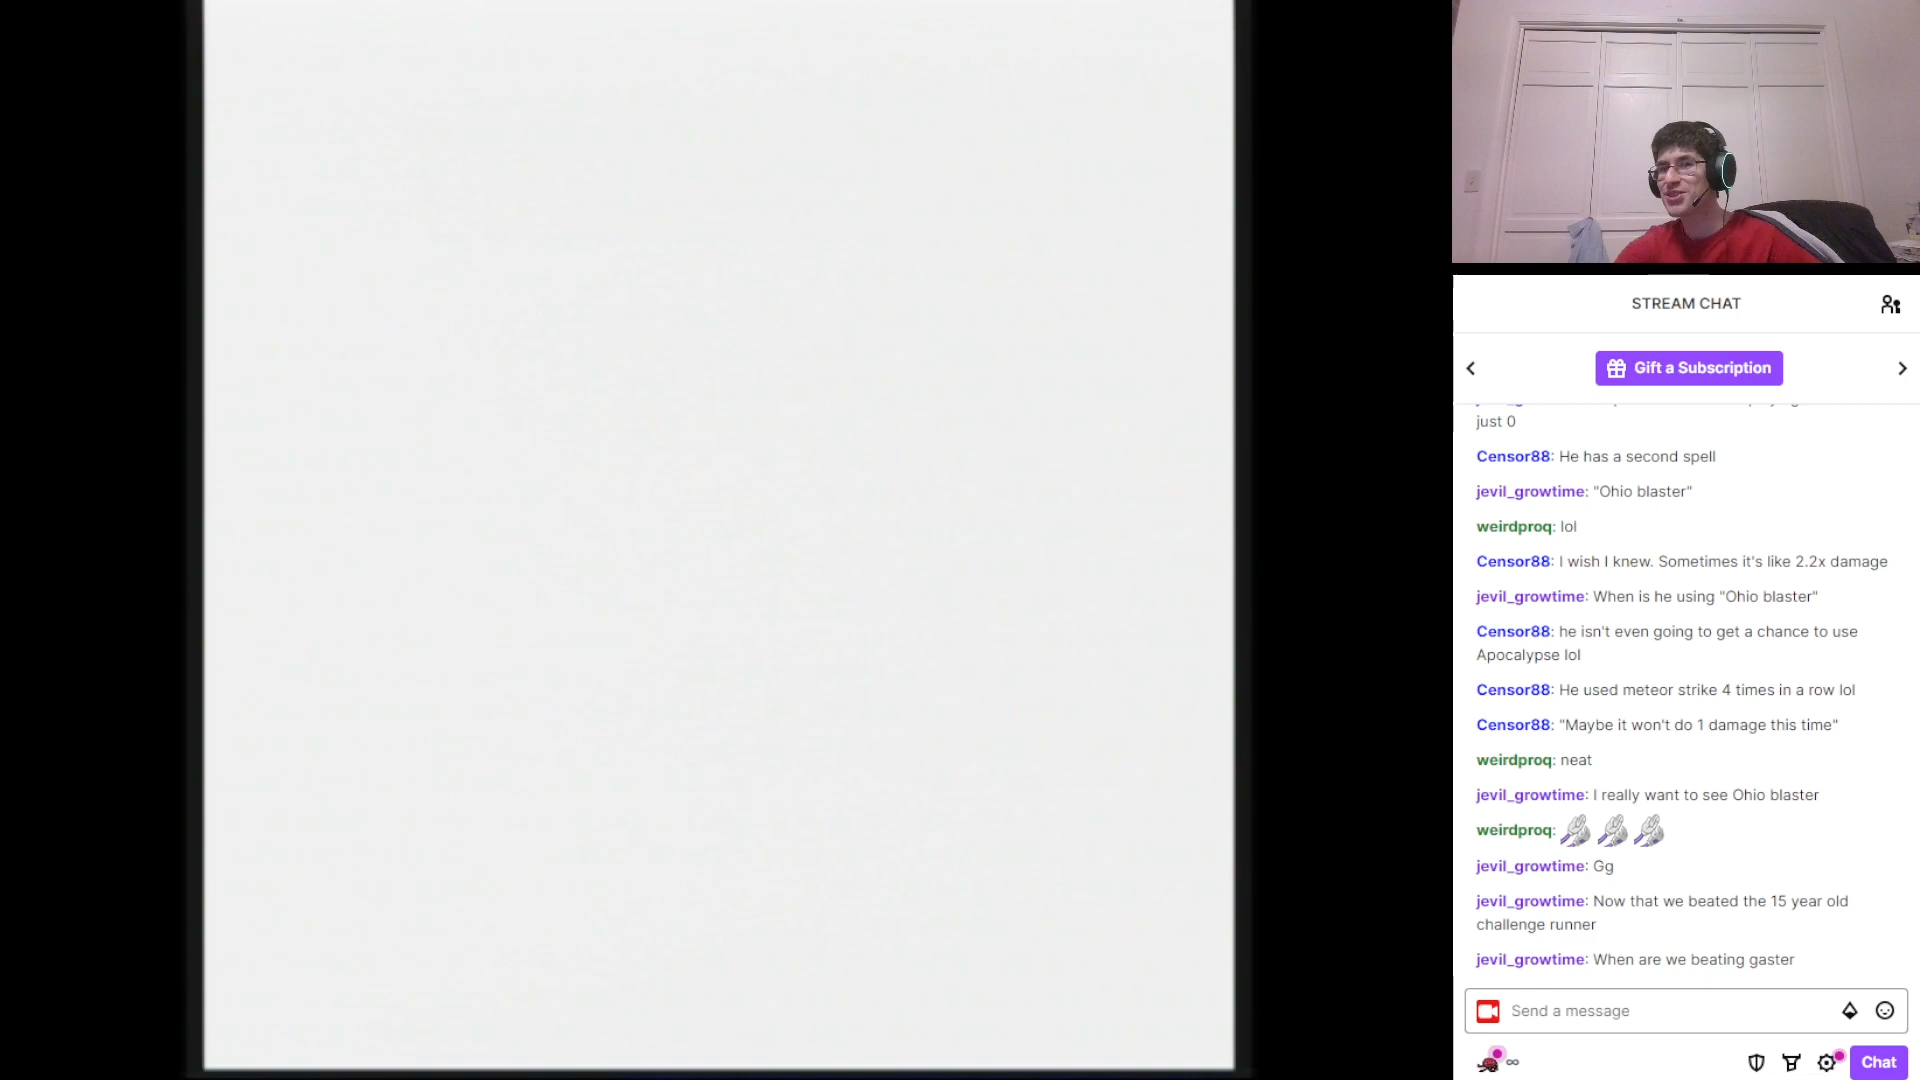 STREAM CHAT
Gift a Subscription
just 0
Censor88: He has a second spell
jevil_growtime: "Ohio blaster"
weirdproq: lol
Censor88: I wish I knew. Sometimes it's like 2.2x damage
jevil_growtime: When is he using "Ohio blaster"
Censor88: he isn't even going to get a chance to use
Apocalypse lol
Censor88: He used meteor strike 4 times in a row lol
Censor88: "Maybe it won't do 1 damage this time"
weirdproq: neat
jevil_growtime: I really want to see Ohio blaster
weirdproq:
jevil_growtime: Gg
jevil_growtime: Now that we beated the 15 year old
challenge runner
jevil_growtime: When are we beating gaster
Send a message
Chat